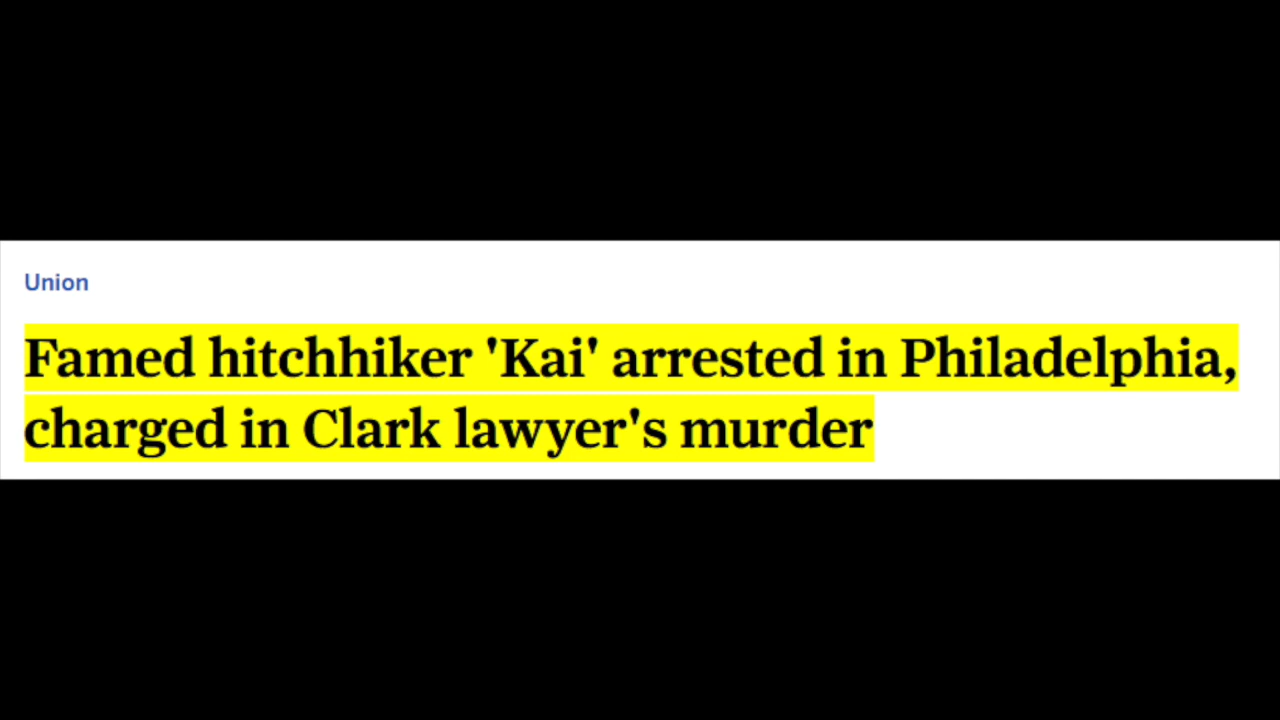 Union
Famed hitchhiker 'Kai' arrested in Philadelphia,
charged in Clark lawyer's murder